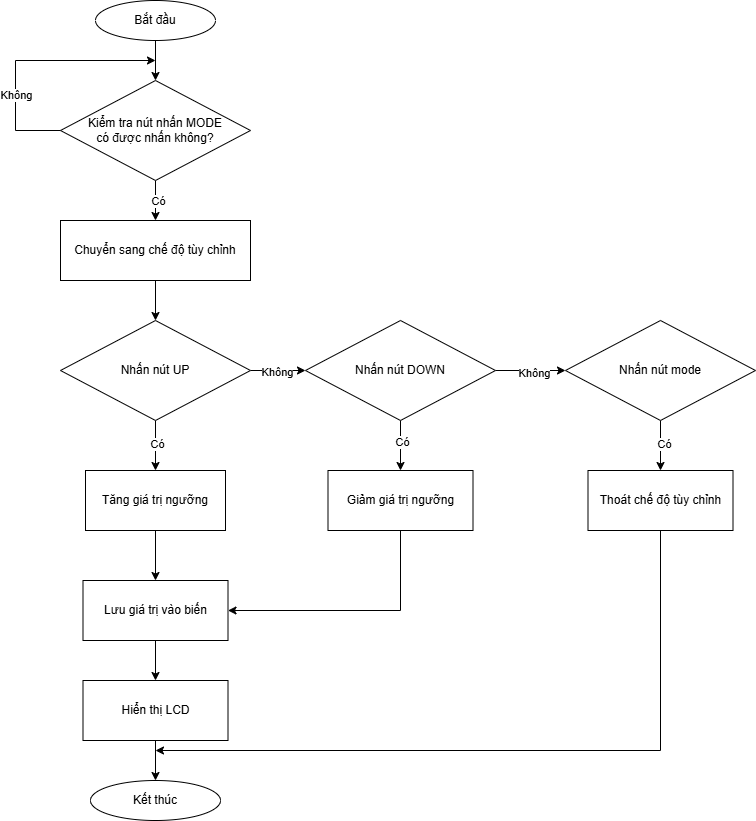 Bắt đầu
Không
Kiểm tra nút nhấn MODE
có được nhấn không?
Có
Chuyển sang chế độ tùy chỉnh
Nhấn nút UP
Không
Nhấn nút DOWN
Không
Nhấn nút mode
Có
Có
Có
Tăng giá trị ngưỡng
Giảm giá trị ngưỡng
Thoát chế độ tùy chỉnh
Lưu giá trị vào biến
Hiển thị LCD
Kết thúc